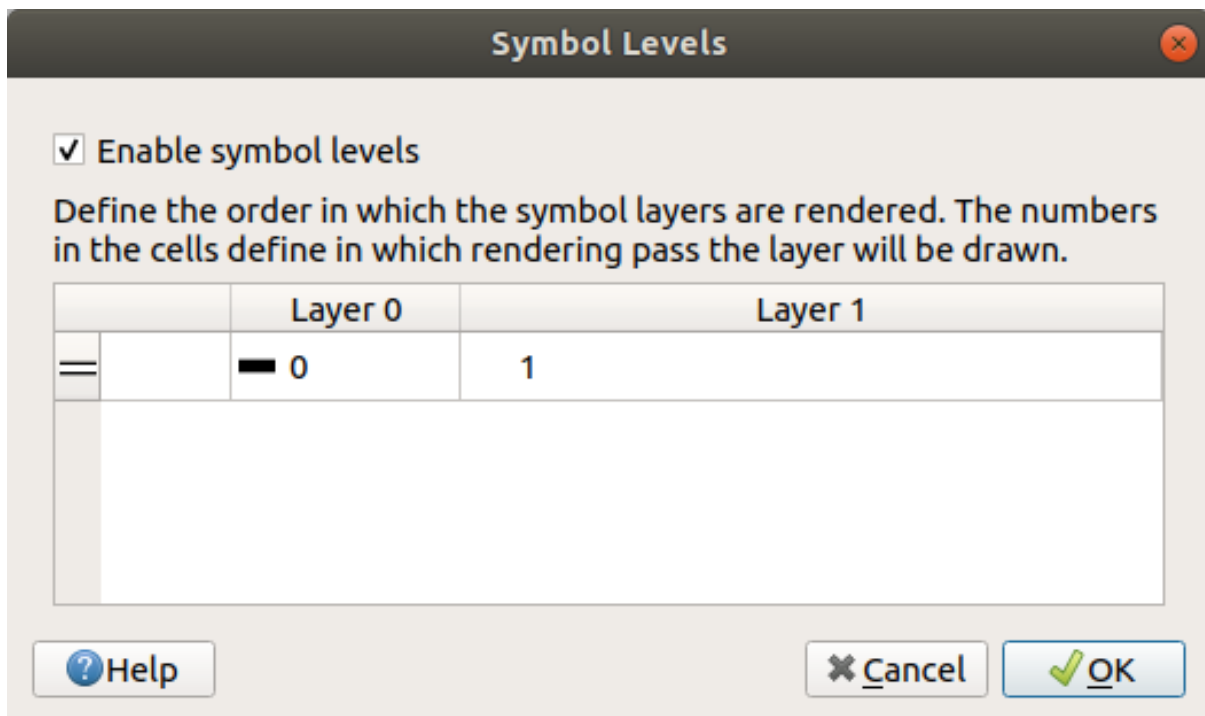 Symbol Levels
Enable symbol levels
Define the order in which the symbol layers are rendered. The numbers
in the cells define in which rendering pass the layer will be drawn.
Layer 0 Layer 1
0 1
Help Cancel OK